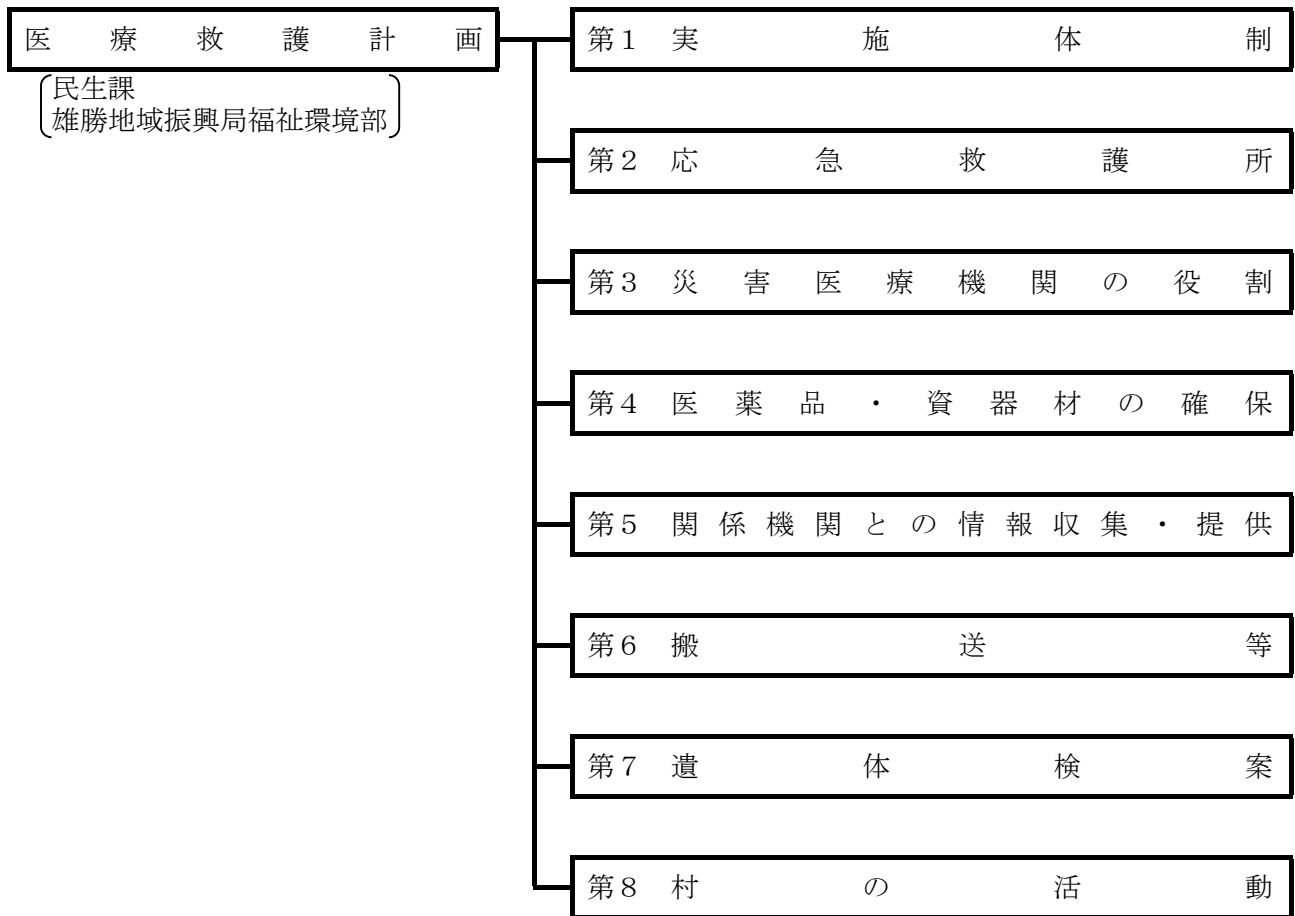 医療救護計画
民生課
雄勝地域振興局福祉環境部
第1 実施体制
第2 応急救護所
第3 災害医療機関の役割
第4 医薬品・資器材の確保
第5 関係機関との情報収集・提供
第6 搬送等
第7 遺体検案
第8 村の活動